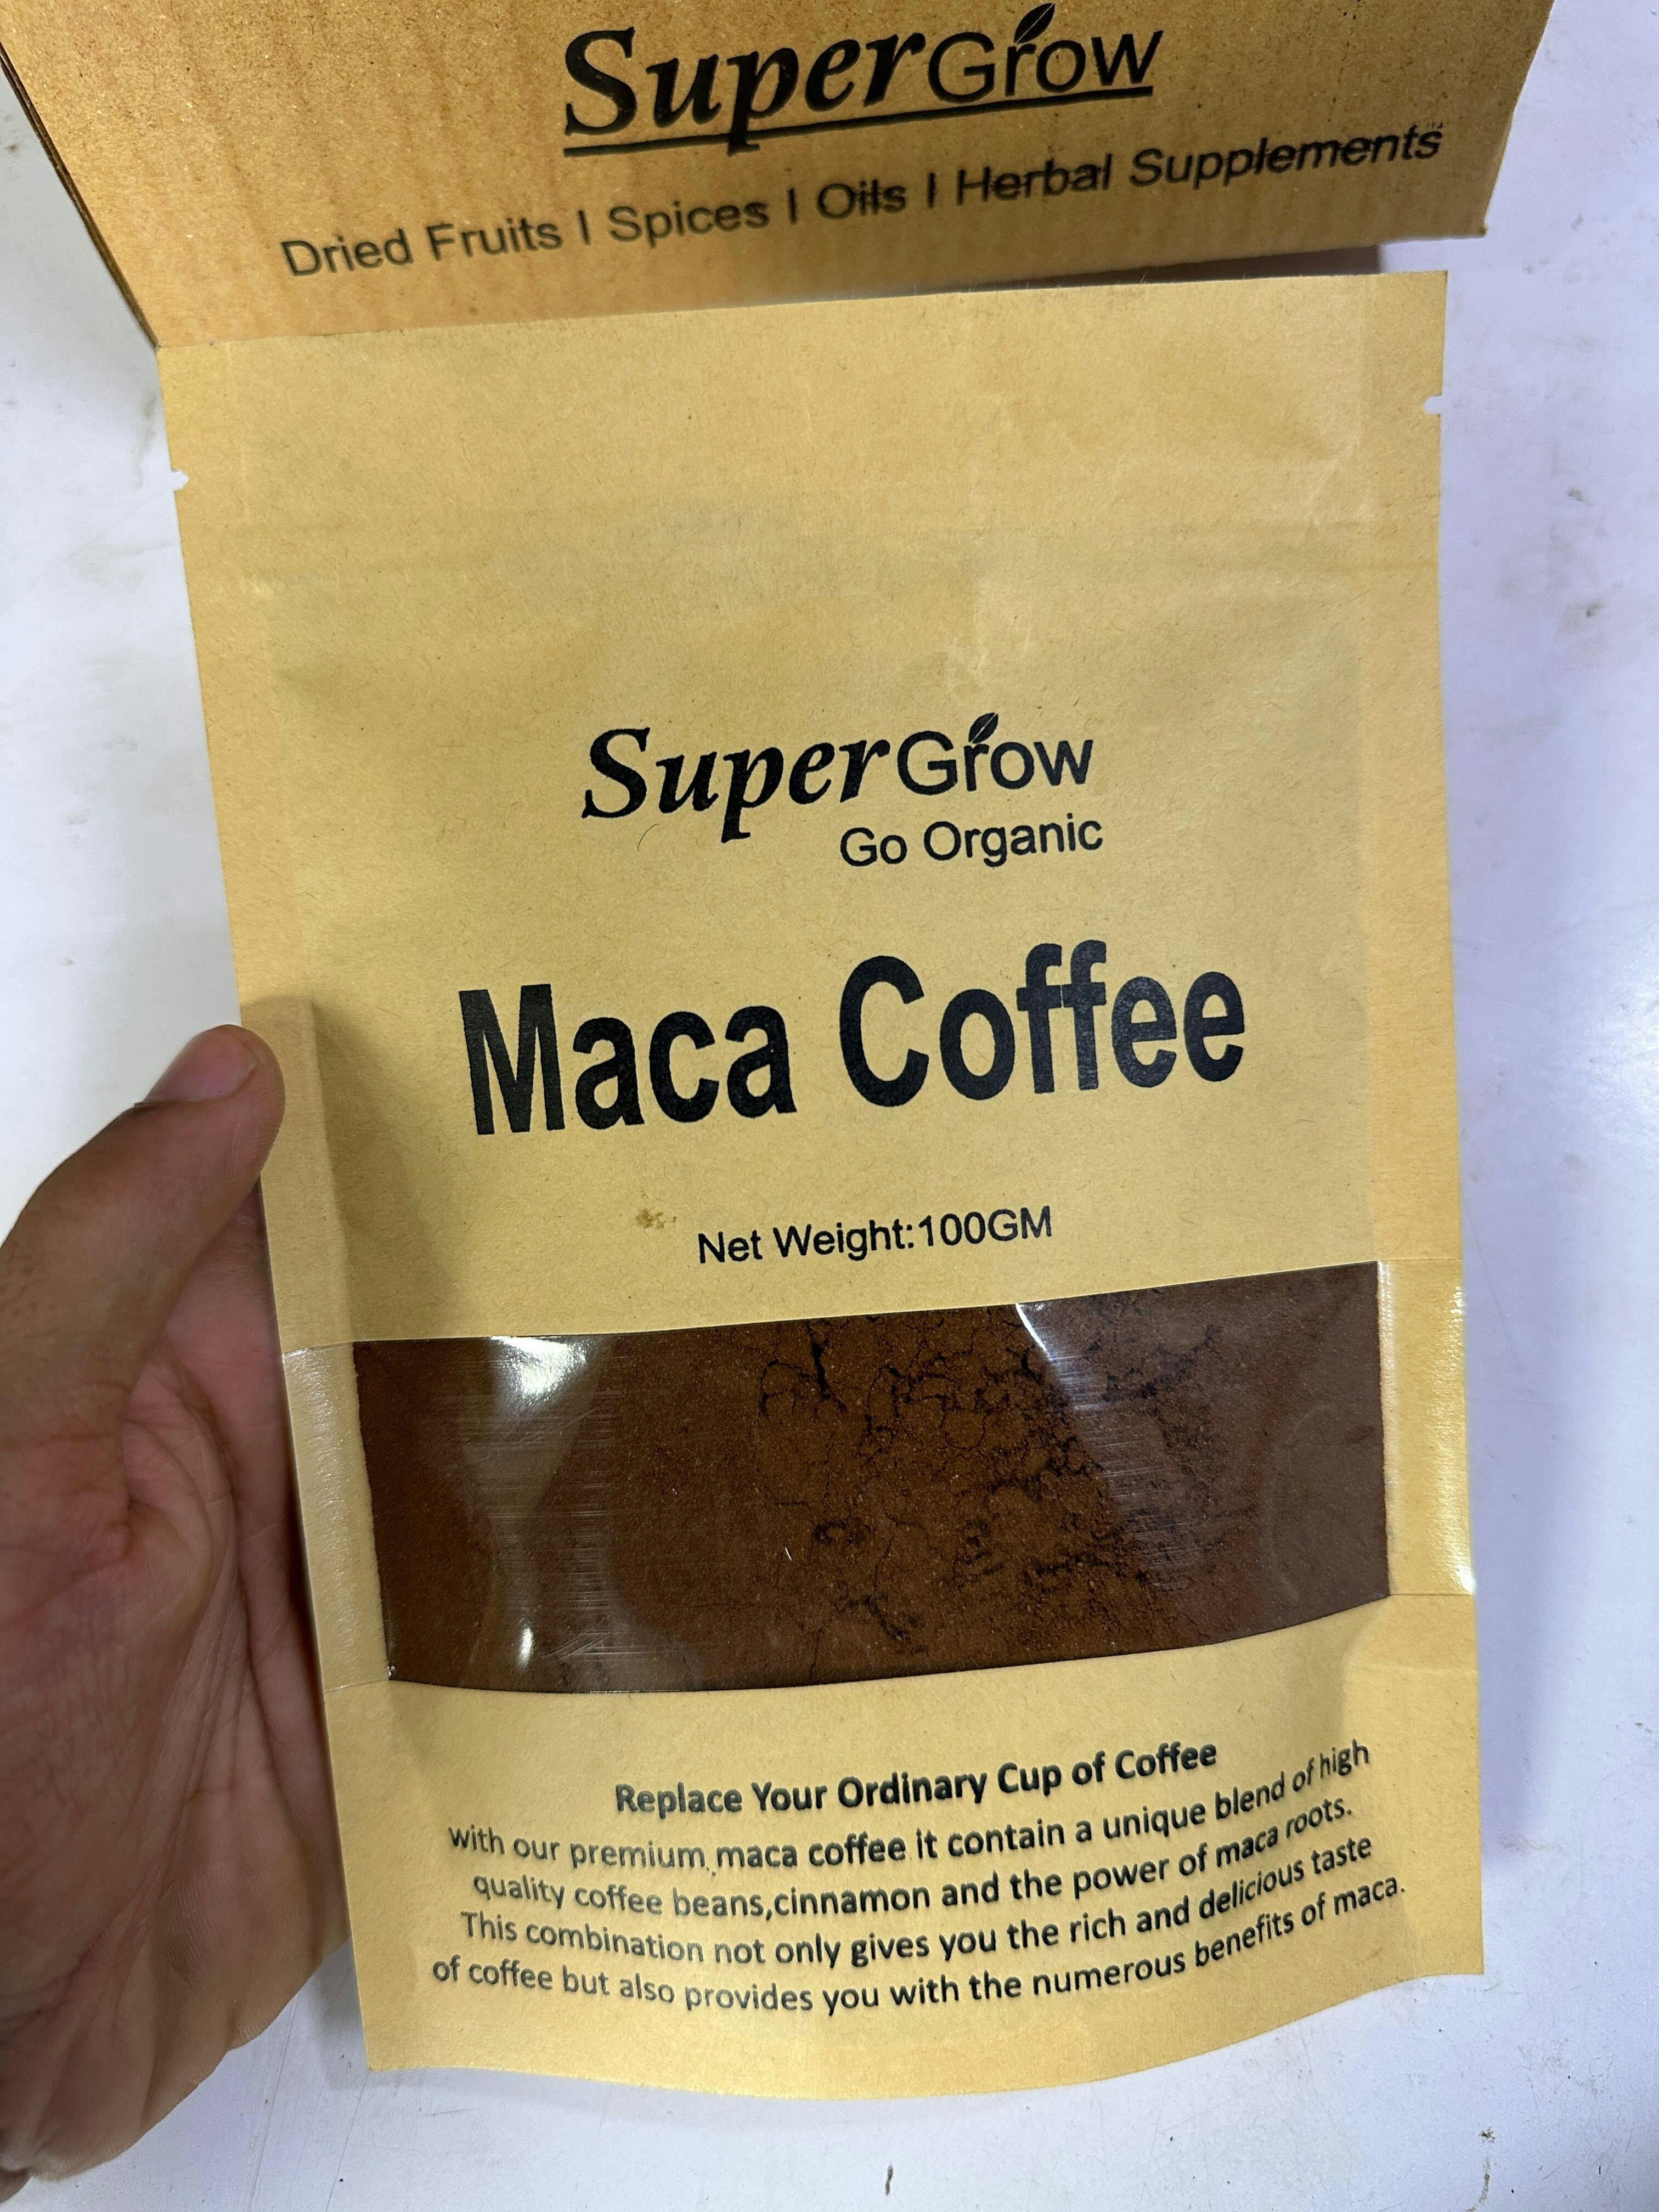 SuperGrow
Dried Fruits I Spices I Oils I Herbal Supplements
SuperGrow
Go Organic
Maca Coffee
Net Weight:100GM
Replace Your Ordinary Cup of Coffee
with our premium maca coffee it contain a unique blend of high
quality coffee beans,cinnamon and the power of maca roots.
This combination not only gives you the rich and delicious taste
of coffee but also provides you with the numerous benefits of maca.